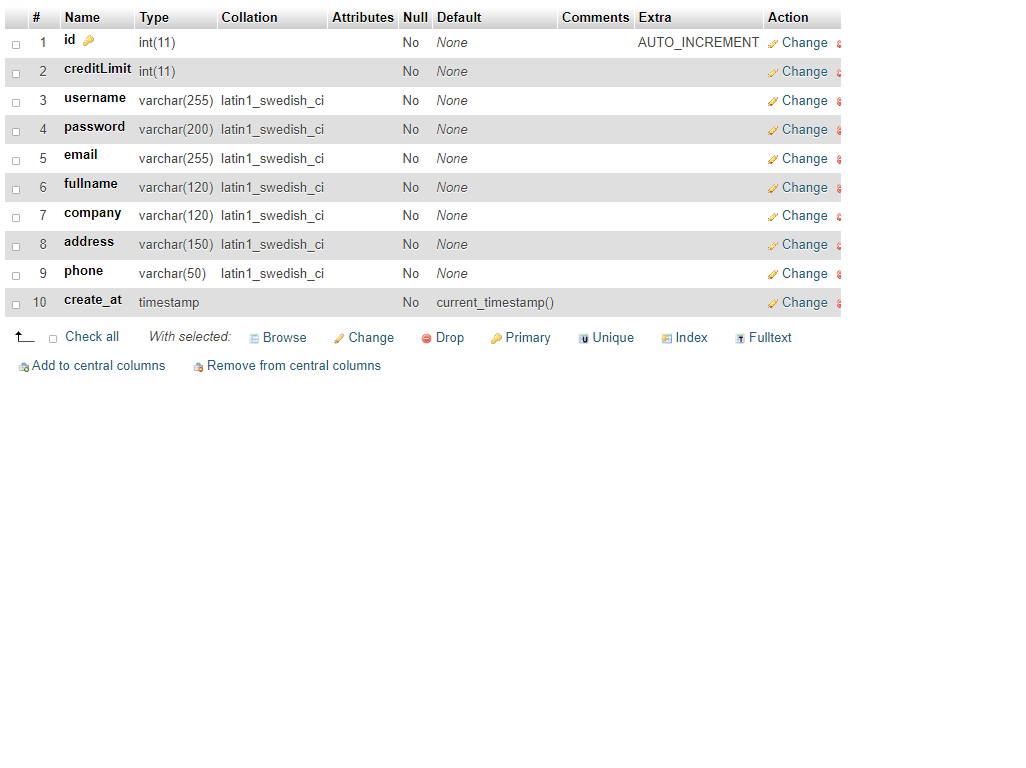 # Name Type Collation Attributes Null Default Comments Extra Action
1 id int(11) No None AUTO_INCREMENT Change
2 creditLimit int(11) No None Change
3 username varchar(255) latin1_swedish_ci No None Change
4 password varchar(200) latin1_swedish_ci No None Change
5 email varchar(255) latin1_swedish_ci No None Change
6 fullname varchar(120) latin1_swedish_ci No None Change
7 company varchar(120) latin1_swedish_ci No None Change
8 address varchar(150) latin1_swedish_ci No None Change
9 phone varchar(50) latin1_swedish_ci No None Change
10 create_at timestamp No current_timestamp() Change
Check all With selected: Browse Change Drop Primary Unique Index Fulltext
Add to central columns Remove from central columns